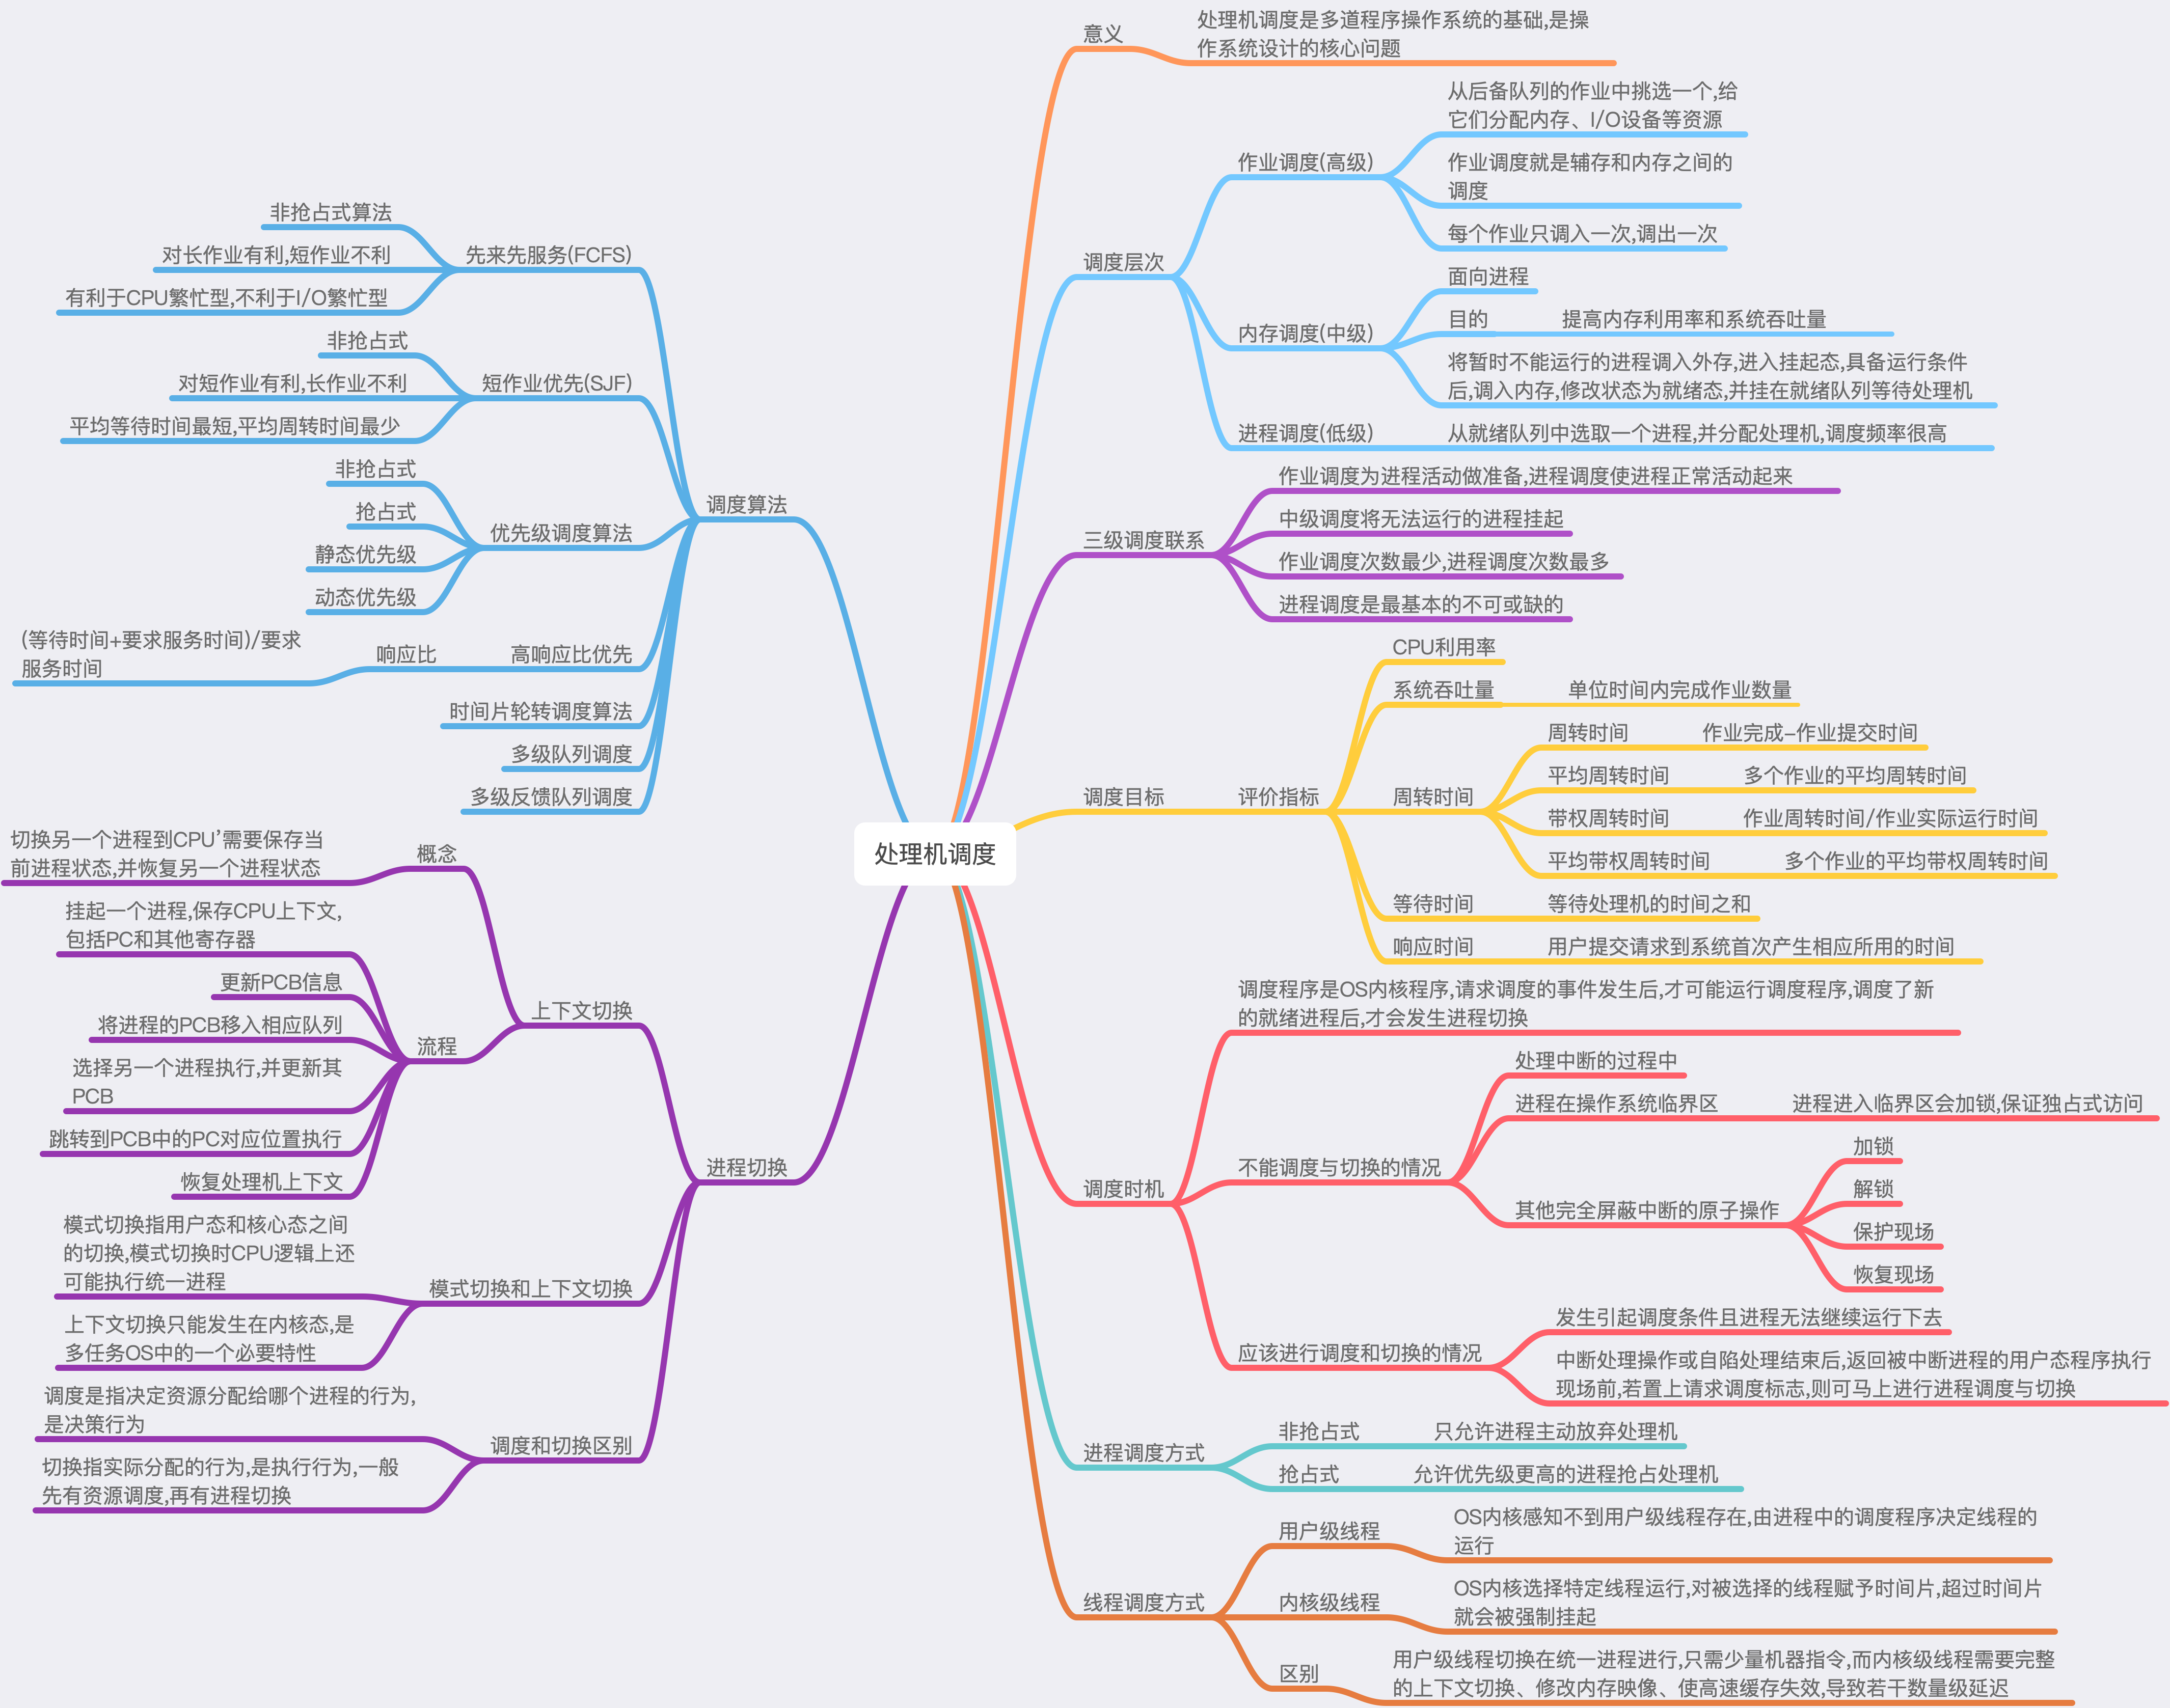 处理机调度
意义
处理机调度是多道程序操作系统的基础,是操
作系统设计的核心问题
调度层次
作业调度(高级)
从后备队列的作业中挑选一个,给
它们分配内存、I/O设备等资源
作业调度就是辅存和内存之间的
调度
每个作业只调入一次,调出一次
内存调度(中级)
面向进程
目的
提高内存利用率和系统吞吐量
将暂时不能运行的进程调入外存,进入挂起态,具备运行条件
后,调入内存,修改状态为就绪态,并挂在就绪队列等待处理机
进程调度(低级)
从就绪队列中选取一个进程,并分配处理机,调度频率很高
三级调度联系
作业调度为进程活动做准备,进程调度使进程正常活动起来
中级调度将无法运行的进程挂起
作业调度次数最少,进程调度次数最多
进程调度是最基本的不可或缺的
调度目标
评价指标
CPU利用率
系统吞吐量
单位时间内完成作业数量
周转时间
周转时间
作业完成-作业提交时间
平均周转时间
多个作业的平均周转时间
带权周转时间
作业周转时间/作业实际运行时间
平均带权周转时间
多个作业的平均带权周转时间
等待时间
等待处理机的时间之和
响应时间
用户提交请求到系统首次产生相应所用的时间
调度时机
调度程序是OS内核程序,请求调度的事件发生后,才可能运行调度程序,调度了新
的就绪进程后,才会发生进程切换
不能调度与切换的情况
处理中断的过程中
进程在操作系统临界区
进程进入临界区会加锁,保证独占式访问
其他完全屏蔽中断的原子操作
加锁
解锁
保护现场
恢复现场
应该进行调度和切换的情况
发生引起调度条件且进程无法继续运行下去
中断处理操作或自陷处理结束后,返回被中断进程的用户态程序执行
现场前,若置上请求调度标志,则可马上进行进程调度与切换
进程调度方式
非抢占式
只允许进程主动放弃处理机
抢占式
允许优先级更高的进程抢占处理机
线程调度方式
用户级线程
OS内核感知不到用户级线程存在,由进程中的调度程序决定线程的
运行
内核级线程
OS内核选择特定线程运行,对被选择的线程赋予时间片,超过时间片
就会被强制挂起
区别
用户级线程切换在统一进程进行,只需少量机器指令,而内核级线程需要完整
的上下文切换、修改内存映像、使高速缓存失效,导致若干数量级延迟
调度算法
先来先服务(FCFS)
非抢占式算法
对长作业有利,短作业不利
有利于CPU繁忙型,不利于I/O繁忙型
短作业优先(SJF)
非抢占式
对短作业有利,长作业不利
平均等待时间最短,平均周转时间最少
优先级调度算法
非抢占式
抢占式
静态优先级
动态优先级
高响应比优先
响应比
(等待时间+要求服务时间)/要求
服务时间
时间片轮转调度算法
多级队列调度
多级反馈队列调度
进程切换
上下文切换
概念
切换另一个进程到CPU’需要保存当
前进程状态,并恢复另一个进程状态
流程
挂起一个进程,保存CPU上下文,
包括PC和其他寄存器
更新PCB信息
将进程的PCB移入相应队列
选择另一个进程执行,并更新其
PCB
跳转到PCB中的PC对应位置执行
恢复处理机上下文
模式切换和上下文切换
模式切换指用户态和核心态之间
的切换,模式切换时CPU逻辑上还
可能执行统一进程
上下文切换只能发生在内核态,是
多任务OS中的一个必要特性
调度和切换区别
调度是指决定资源分配给哪个进程的行为,
是决策行为
切换指实际分配的行为,是执行行为,一般
先有资源调度,再有进程切换